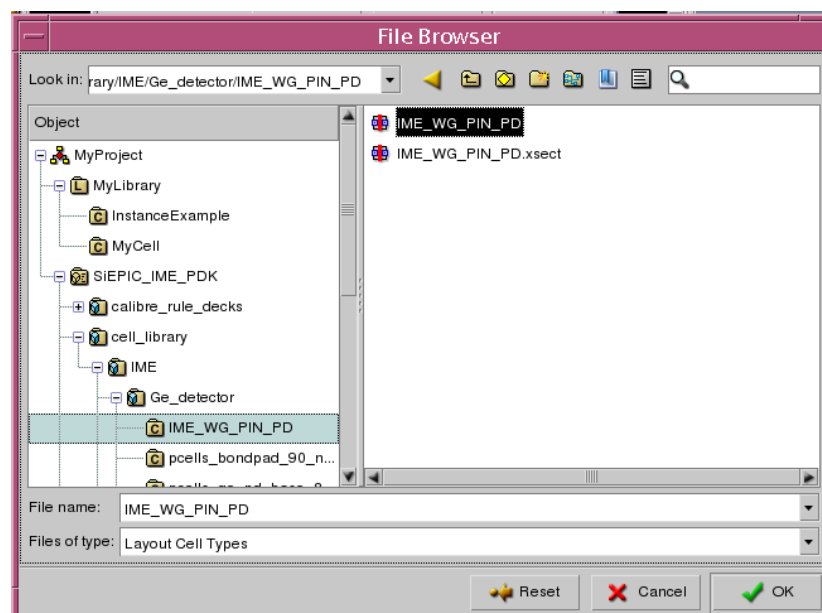 File Browser
Look in: rary/IME/Ge_detector/IME_WG_PIN_PD
Object
MyProject
MyLibrary
InstanceExample
MyCell
SiEPIC_IME_PDK
calibre_rule_decks
cell_library
IME
Ge_detector
IME_WG_PIN_PD
pcells_bondpad_90_n...
IME_WG_PIN_PD
IME_WG_PIN_PD.xsect
File name: IME_WG_PIN_PD
Files of type: Layout Cell Types
Reset Cancel OK